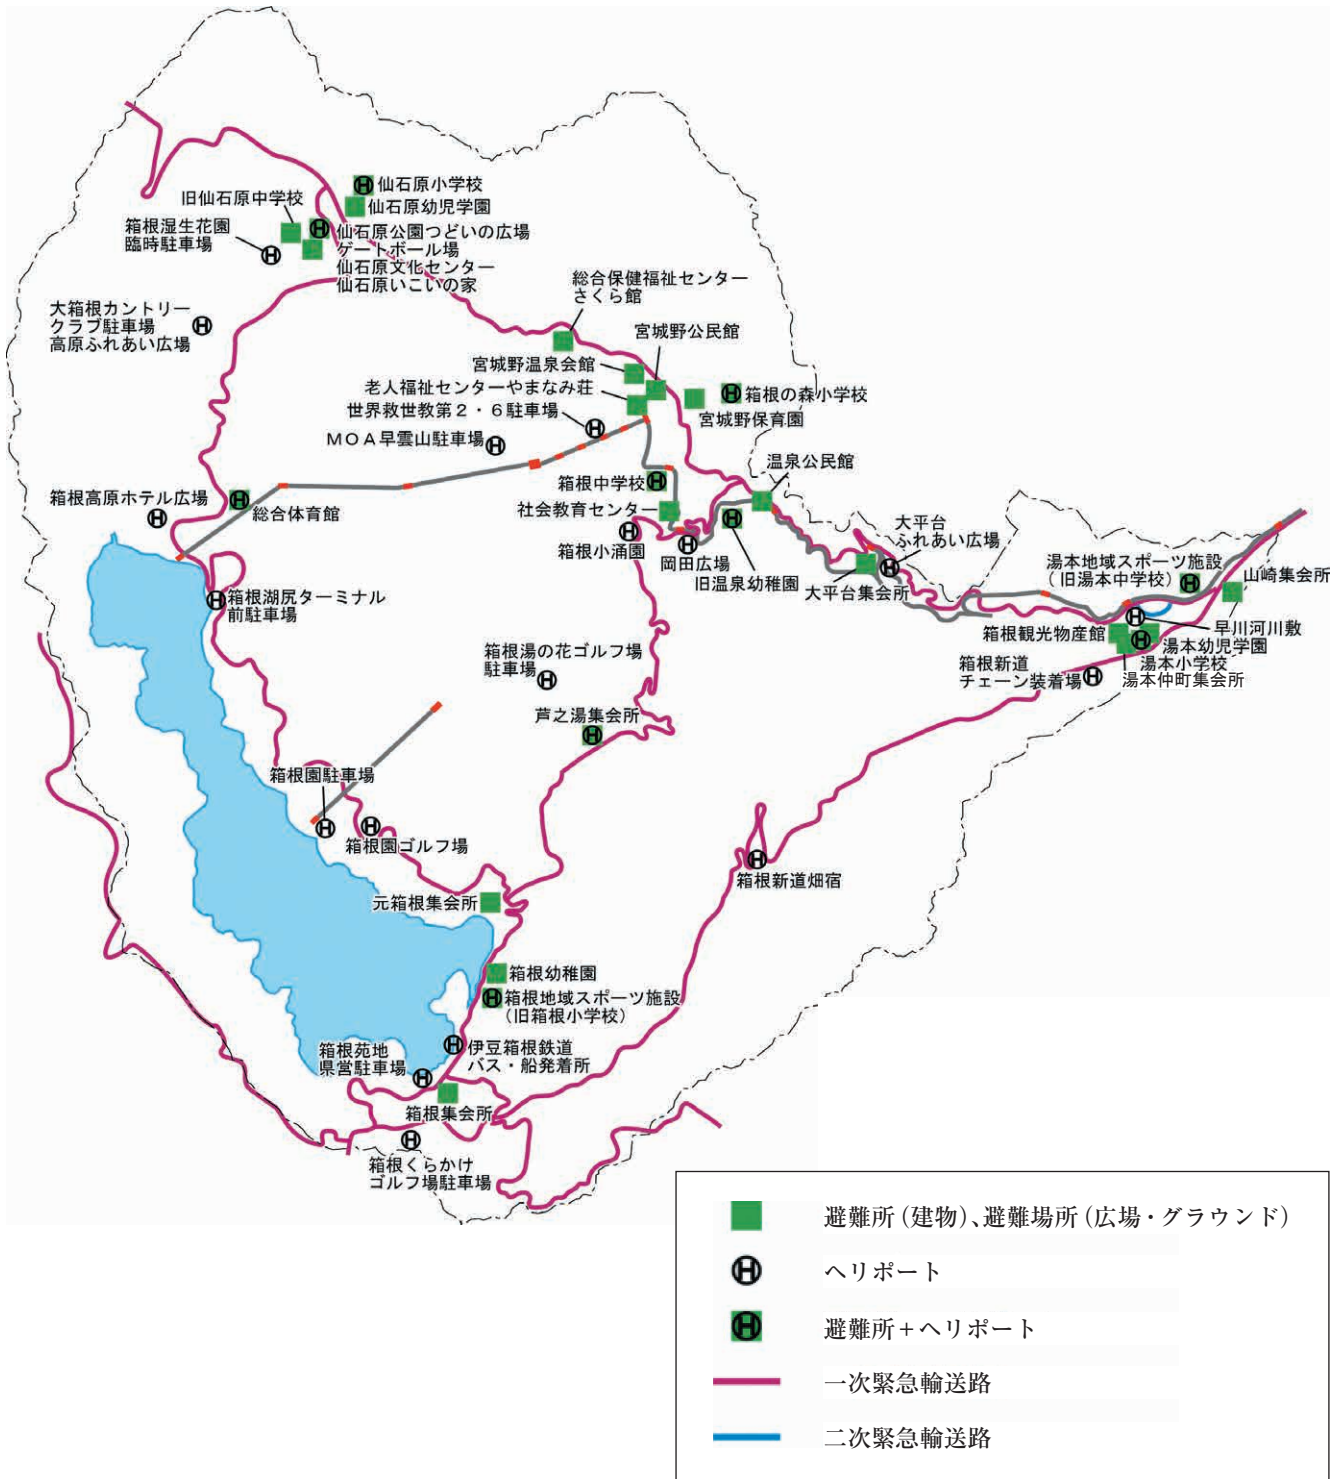 仙石原小学校
旧仙石原中学校
仙石原幼児学園
箱根湿生花園
臨時駐車場
仙石原公園つどいの広場
ゲートボール場
仙石原文化センター
仙石原いこいの家
総合保健福祉センター
さくら館
大箱根カントリー
クラブ駐車場
高原ふれあい広場
宮城野公民館
宮城野温泉会館
老人福祉センターやまなみ荘
世界救世教第２・６駐車場
箱根の森小学校
宮城野保育園
ＭＯＡ早雲山駐車場
温泉公民館
箱根中学校
箱根高原ホテル広場
総合体育館
社会教育センター
箱根小涌園
岡田広場
旧温泉幼稚園
大平台
ふれあい広場
大平台集会所
湯本地域スポーツ施設
（旧湯本中学校）
山崎集会所
箱根湖尻ターミナル
前駐車場
箱根観光物産館
早川河川敷
湯本幼児学園
湯本小学校
湯本仲町集会所
箱根新道
チェーン装着場
箱根湯の花ゴルフ場
駐車場
芦之湯集会所
箱根園駐車場
箱根園ゴルフ場
箱根新道畑宿
元箱根集会所
箱根幼稚園
箱根地域スポーツ施設
（旧箱根小学校）
箱根苑地
県営駐車場
伊豆箱根鉄道
バス・船発着所
箱根集会所
箱根くらかけ
ゴルフ場駐車場
避難所（建物）、避難場所（広場・グラウンド）
ヘリポート
避難所＋ヘリポート
一次緊急輸送路
二次緊急輸送路